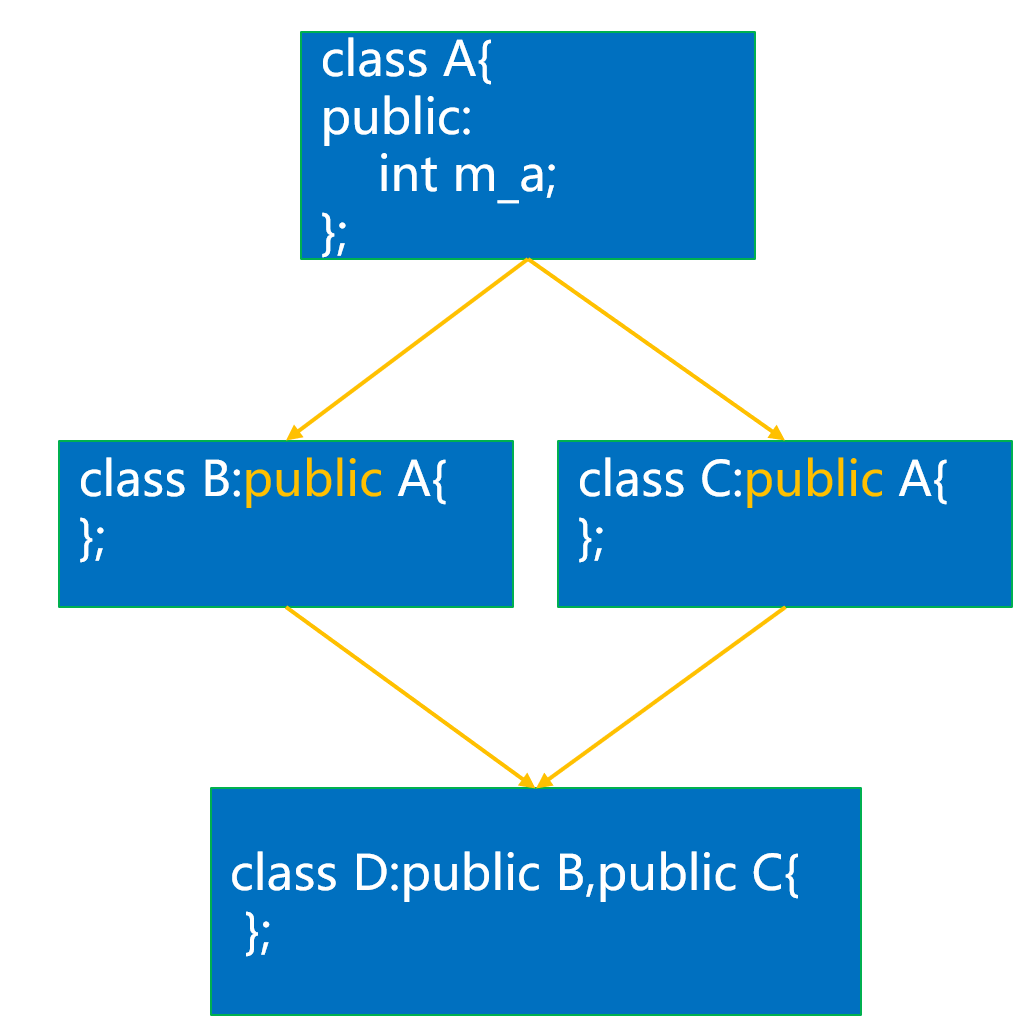 class A{
public:
    int m_a;
};
class B:public A{
};
class C:public A{
};
class D:public B,public C{
 };